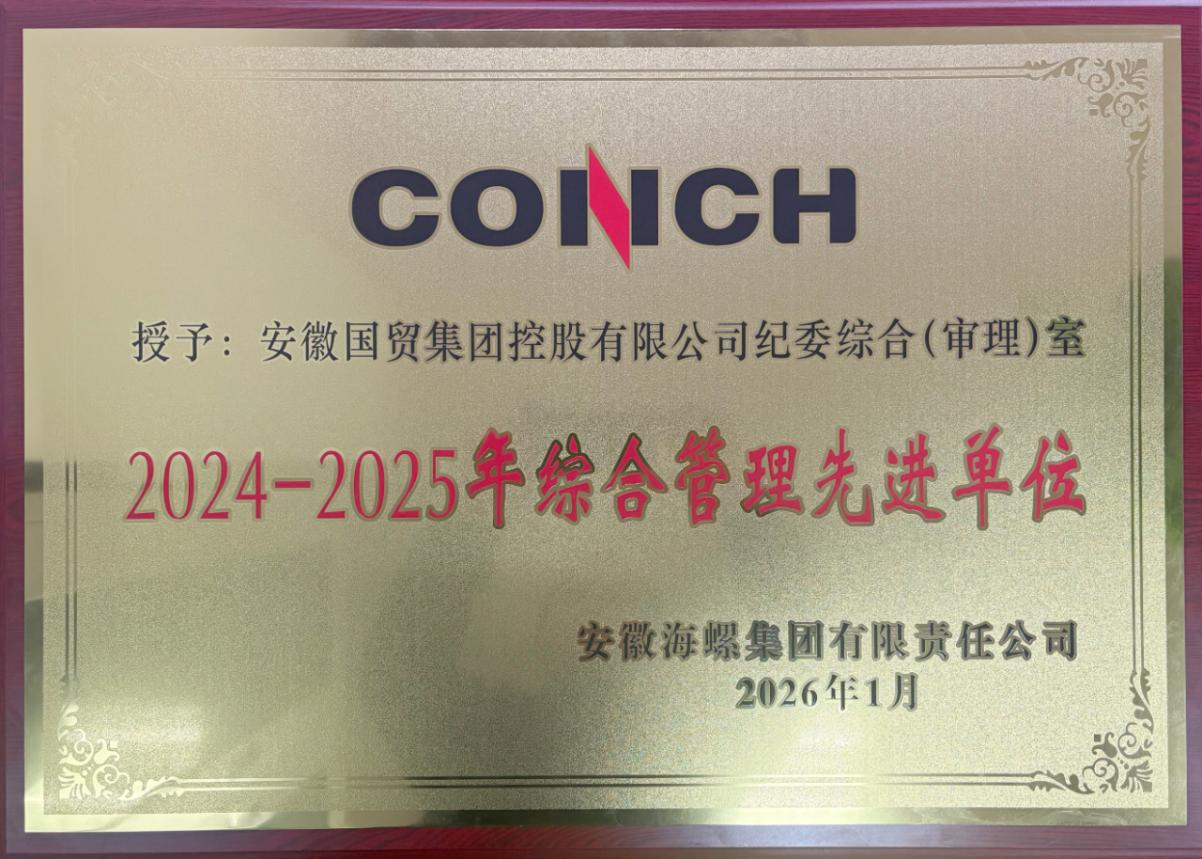 CONCH
授予：安徽国贸集团控股有限公司纪委综合(审理)室
2024-2025年综合管理先进单位
安徽海螺集团有限责任公司
2026年1月